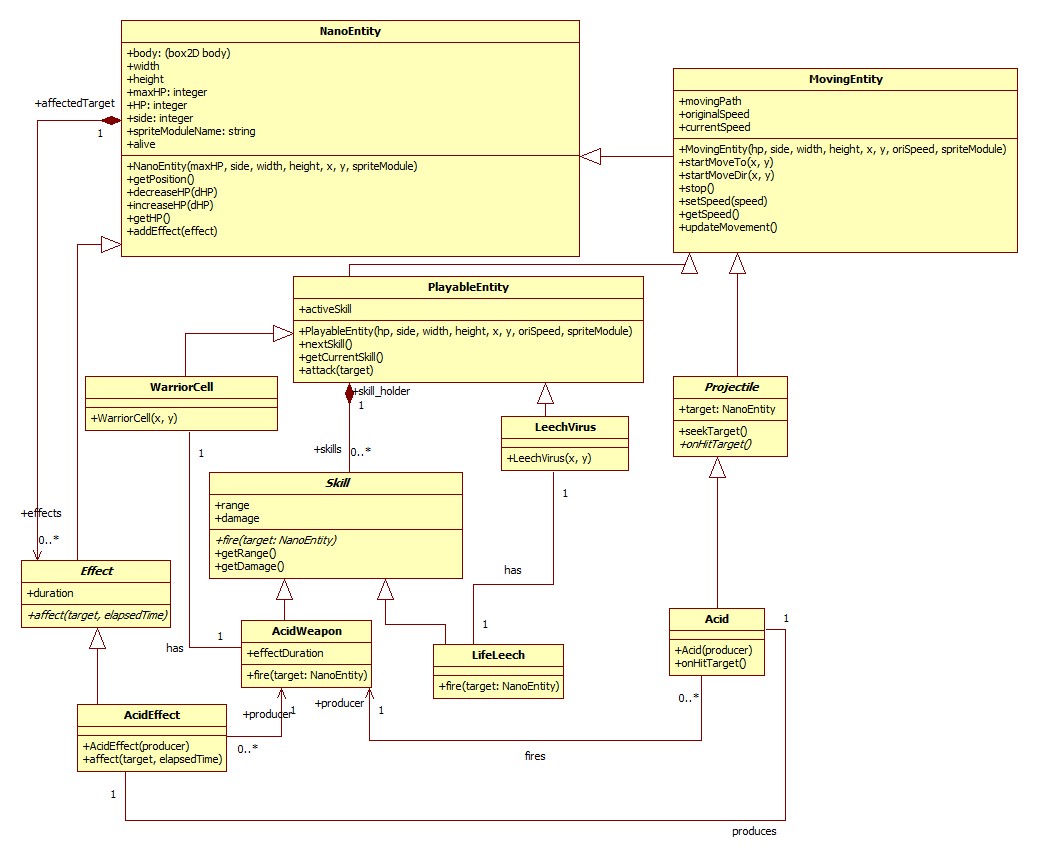 NanoEntity
+body: (box2D body)
+width
+height
+maxHP: integer
+HP: integer
+side: integer
+spriteModuleName: string
+alive
+NanoEntity(maxHP, side, width, height, x, y, spriteModule)
+getPosition()
+decreaseHP(dHP)
+increaseHP(dHP)
+getHP()
+addEffect(effect)
MovingEntity
+movingPath
+originalSpeed
+currentSpeed
+MovingEntity(hp, side, width, height, x, y, oriSpeed, spriteModule)
+startMoveTo(x, y)
+startMoveDir(x, y)
+stop()
+setSpeed(speed)
+getSpeed()
+updateMovement()
+affectedTarget
1
PlayableEntity
+activeSkill
+PlayableEntity(hp, side, width, height, x, y, oriSpeed, spriteModule)
+nextSkill()
+getCurrentSkill()
+attack(target)
WarriorCell
+WarriorCell(x, y)
1
+skill_holder
1
+skills
0..*
LeechVirus
+LeechVirus(x, y)
1
Projectile
+target: NanoEntity
+seekTarget()
+onHitTarget()
Skill
+range
+damage
+fire(target: NanoEntity)
+getRange()
+getDamage()
+effects
0..*
Effect
+duration
+affect(target, elapsedTime)
has
1
has
1
AcidWeapon
+effectDuration
+fire(target: NanoEntity)
LifeLeech
+fire(target: NanoEntity)
Acid
+Acid(producer)
+onHitTarget()
1
0..*
AcidEffect
+AcidEffect(producer)
+affect(target, elapsedTime)
+producer
1
0..*
+producer
1
fires
1
produces